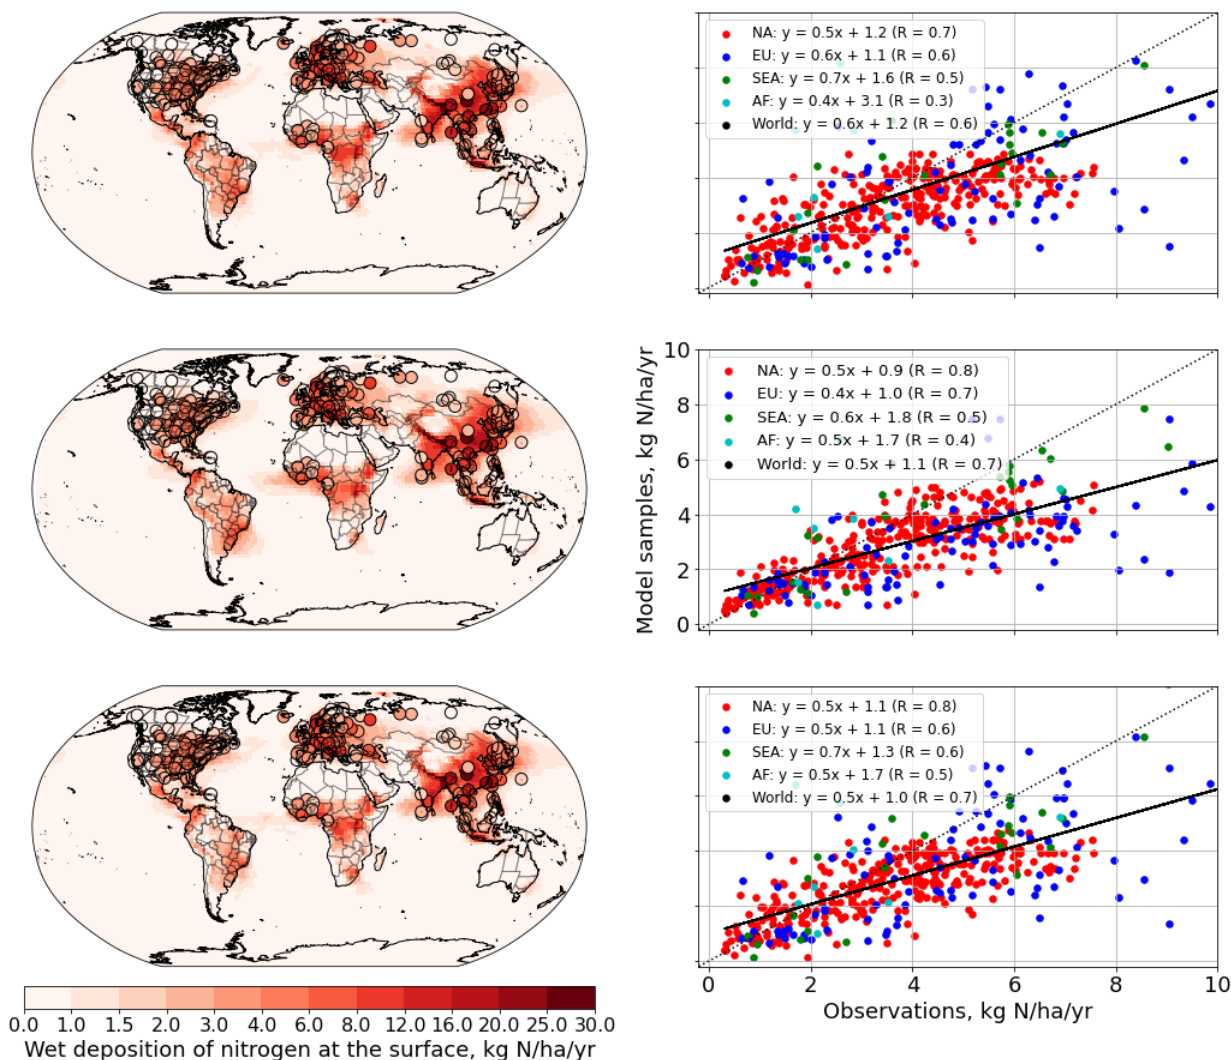 NA: y = 0.5x + 1.2 (R = 0.7)
EU: y = 0.6x + 1.1 (R = 0.6)
SEA: y = 0.7x + 1.6 (R = 0.5)
AF: y = 0.4x + 3.1 (R = 0.3)
World: y = 0.6x + 1.2 (R = 0.6)
0 2 4 6 8 10
Model samples, kg N/ha/yr
10
8
6
4
2
0
NA: y = 0.5x + 0.9 (R = 0.8)
EU: y = 0.4x + 1.0 (R = 0.7)
SEA: y = 0.6x + 1.8 (R = 0.5)
AF: y = 0.5x + 1.7 (R = 0.4)
World: y = 0.5x + 1.1 (R = 0.7)
NA: y = 0.5x + 1.1 (R = 0.8)
EU: y = 0.5x + 1.1 (R = 0.6)
SEA: y = 0.7x + 1.3 (R = 0.6)
AF: y = 0.5x + 1.7 (R = 0.5)
World: y = 0.5x + 1.0 (R = 0.7)
0 2 4 6 8 10
Observations, kg N/ha/yr
0.0 1.0 1.5 2.0 3.0 4.0 6.0 8.0 12.0 16.0 20.0 25.0 30.0
Wet deposition of nitrogen at the surface, kg N/ha/yr